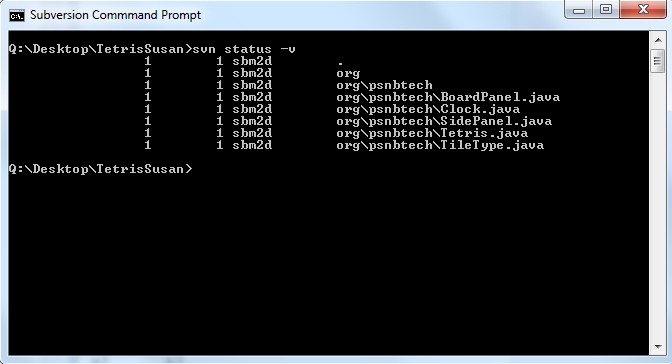 Subversion Commmand Prompt
Q:\Desktop\TetrisSusan>svn status -v
1 1 sbm2d .
1 1 sbm2d org
1 1 sbm2d org\psnbtech
1 1 sbm2d org\psnbtech\BoardPanel.java
1 1 sbm2d org\psnbtech\Clock.java
1 1 sbm2d org\psnbtech\SidePanel.java
1 1 sbm2d org\psnbtech\Tetris.java
1 1 sbm2d org\psnbtech\TileType.java
Q:\Desktop\TetrisSusan>